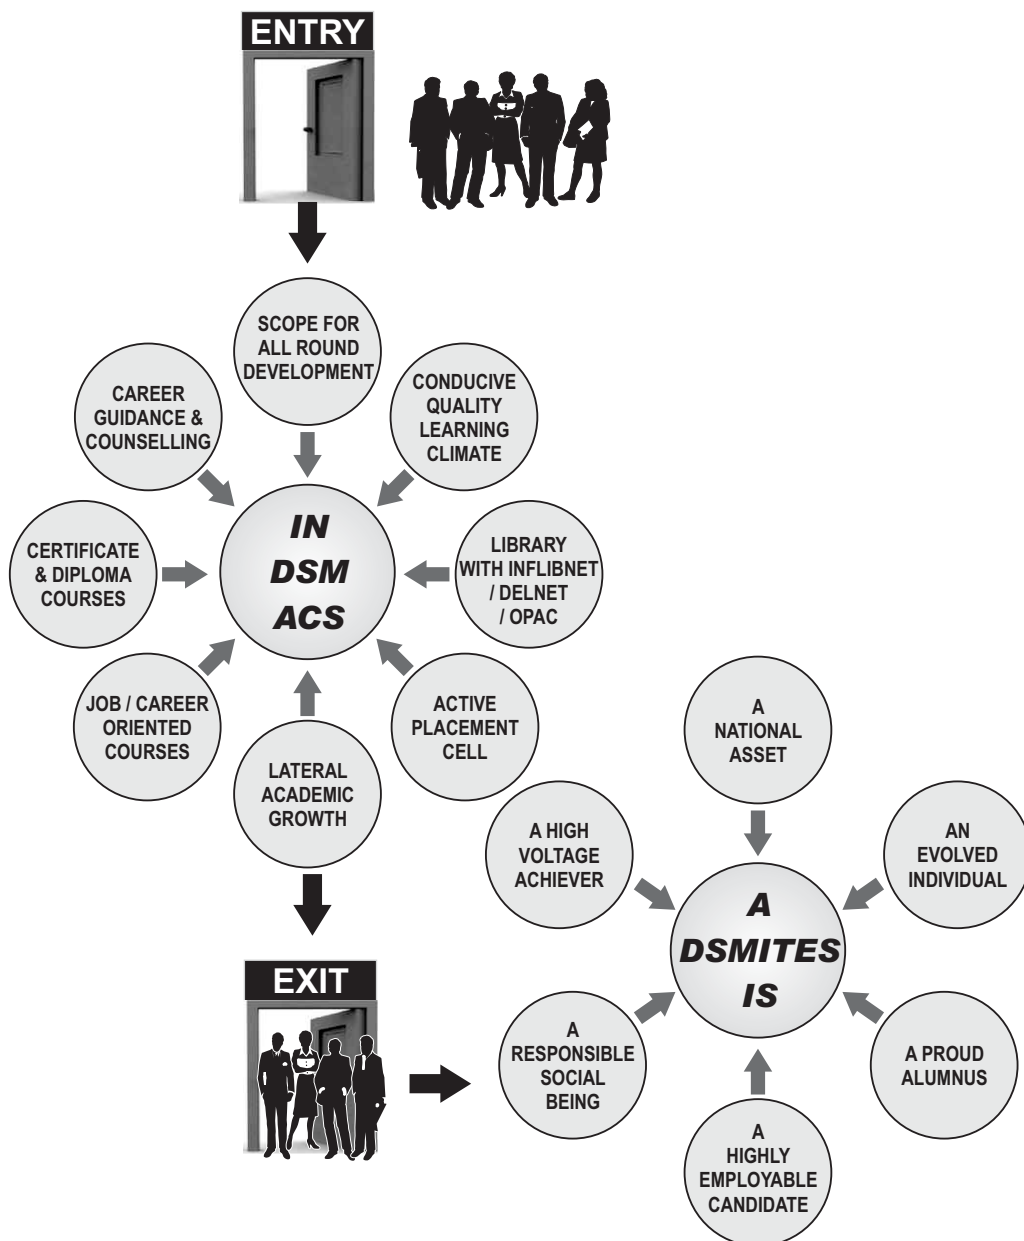 ENTRY
SCOPE FOR
ALL ROUND
DEVELOPMENT
CAREER
GUIDANCE &
COUNSELLING
CONDUCIVE
QUALITY
LEARNING
CLIMATE
CERTIFICATE
& DIPLOMA
COURSES
IN
DSM
ACS
LIBRARY
WITH INFLIBNET
/ DELNET
/ OPAC
JOB / CAREER
ORIENTED
COURSES
LATERAL
ACADEMIC
GROWTH
ACTIVE
PLACEMENT
CELL
EXIT
A
NATIONAL
ASSET
A HIGH
VOLTAGE
ACHIEVER
AN
EVOLVED
INDIVIDUAL
A
DSMITES
IS
A
RESPONSIBLE
SOCIAL
BEING
A PROUD
ALUMNUS
A
HIGHLY
EMPLOYABLE
CANDIDATE